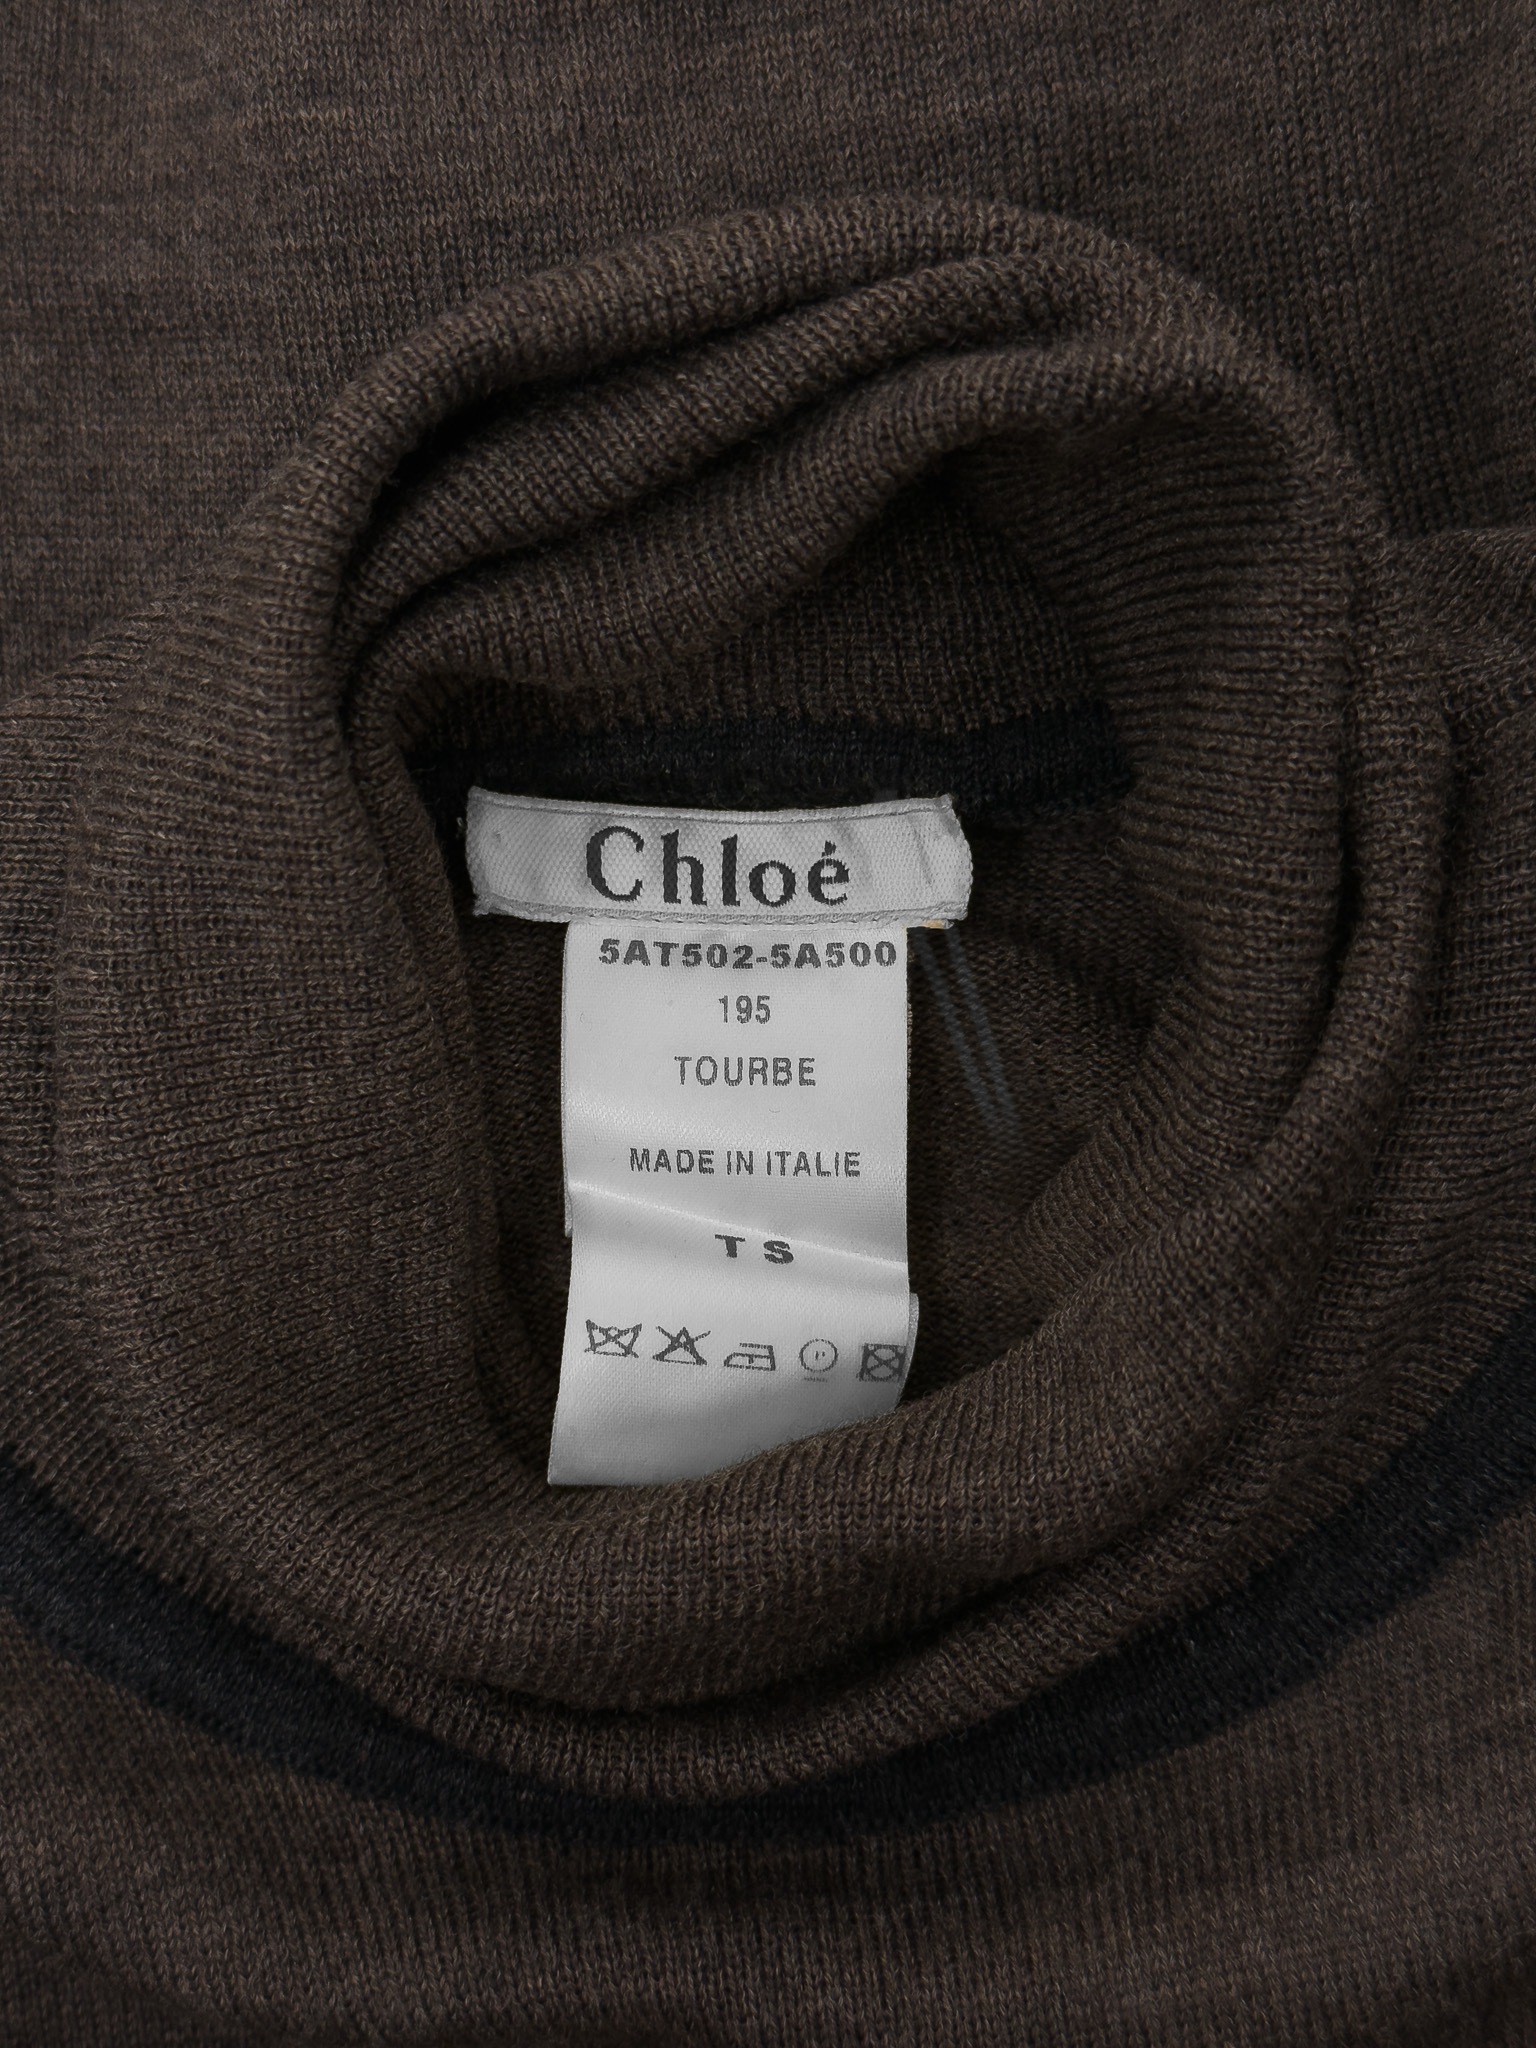 Chloé
5AT502-5A500
195
TOURBE
MADE IN ITALIE
T S
P